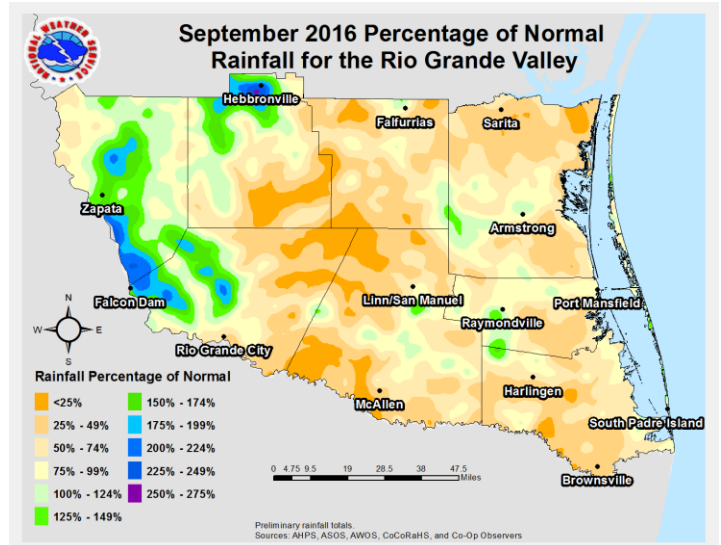 September 2016 Percentage of Normal
Rainfall for the Rio Grande Valley
NATIONAL WEATHER SERVICE
Hebbronville
Falfurrias
Sarita
Zapata
Armstrong
Falcon Dam
Linn/San Manuel
Port Mansfield
Raymondville
N
W
E
S
Rio Grande City
Rainfall Percentage of Normal
<25%
150% - 174%
25% - 49%
175% - 199%
50% - 74%
200% - 224%
75% - 99%
225% - 249%
100% - 124%
250% - 275%
125% - 149%
McAllen
Harlingen
South Padre Island
Brownsville
0 4.75 9.5 19 28.5 38 47.5
Miles
Preliminary rainfall totals.
Sources: AHPS, ASOS, AWOS, CoCoRaHS, and Co-Op Observers